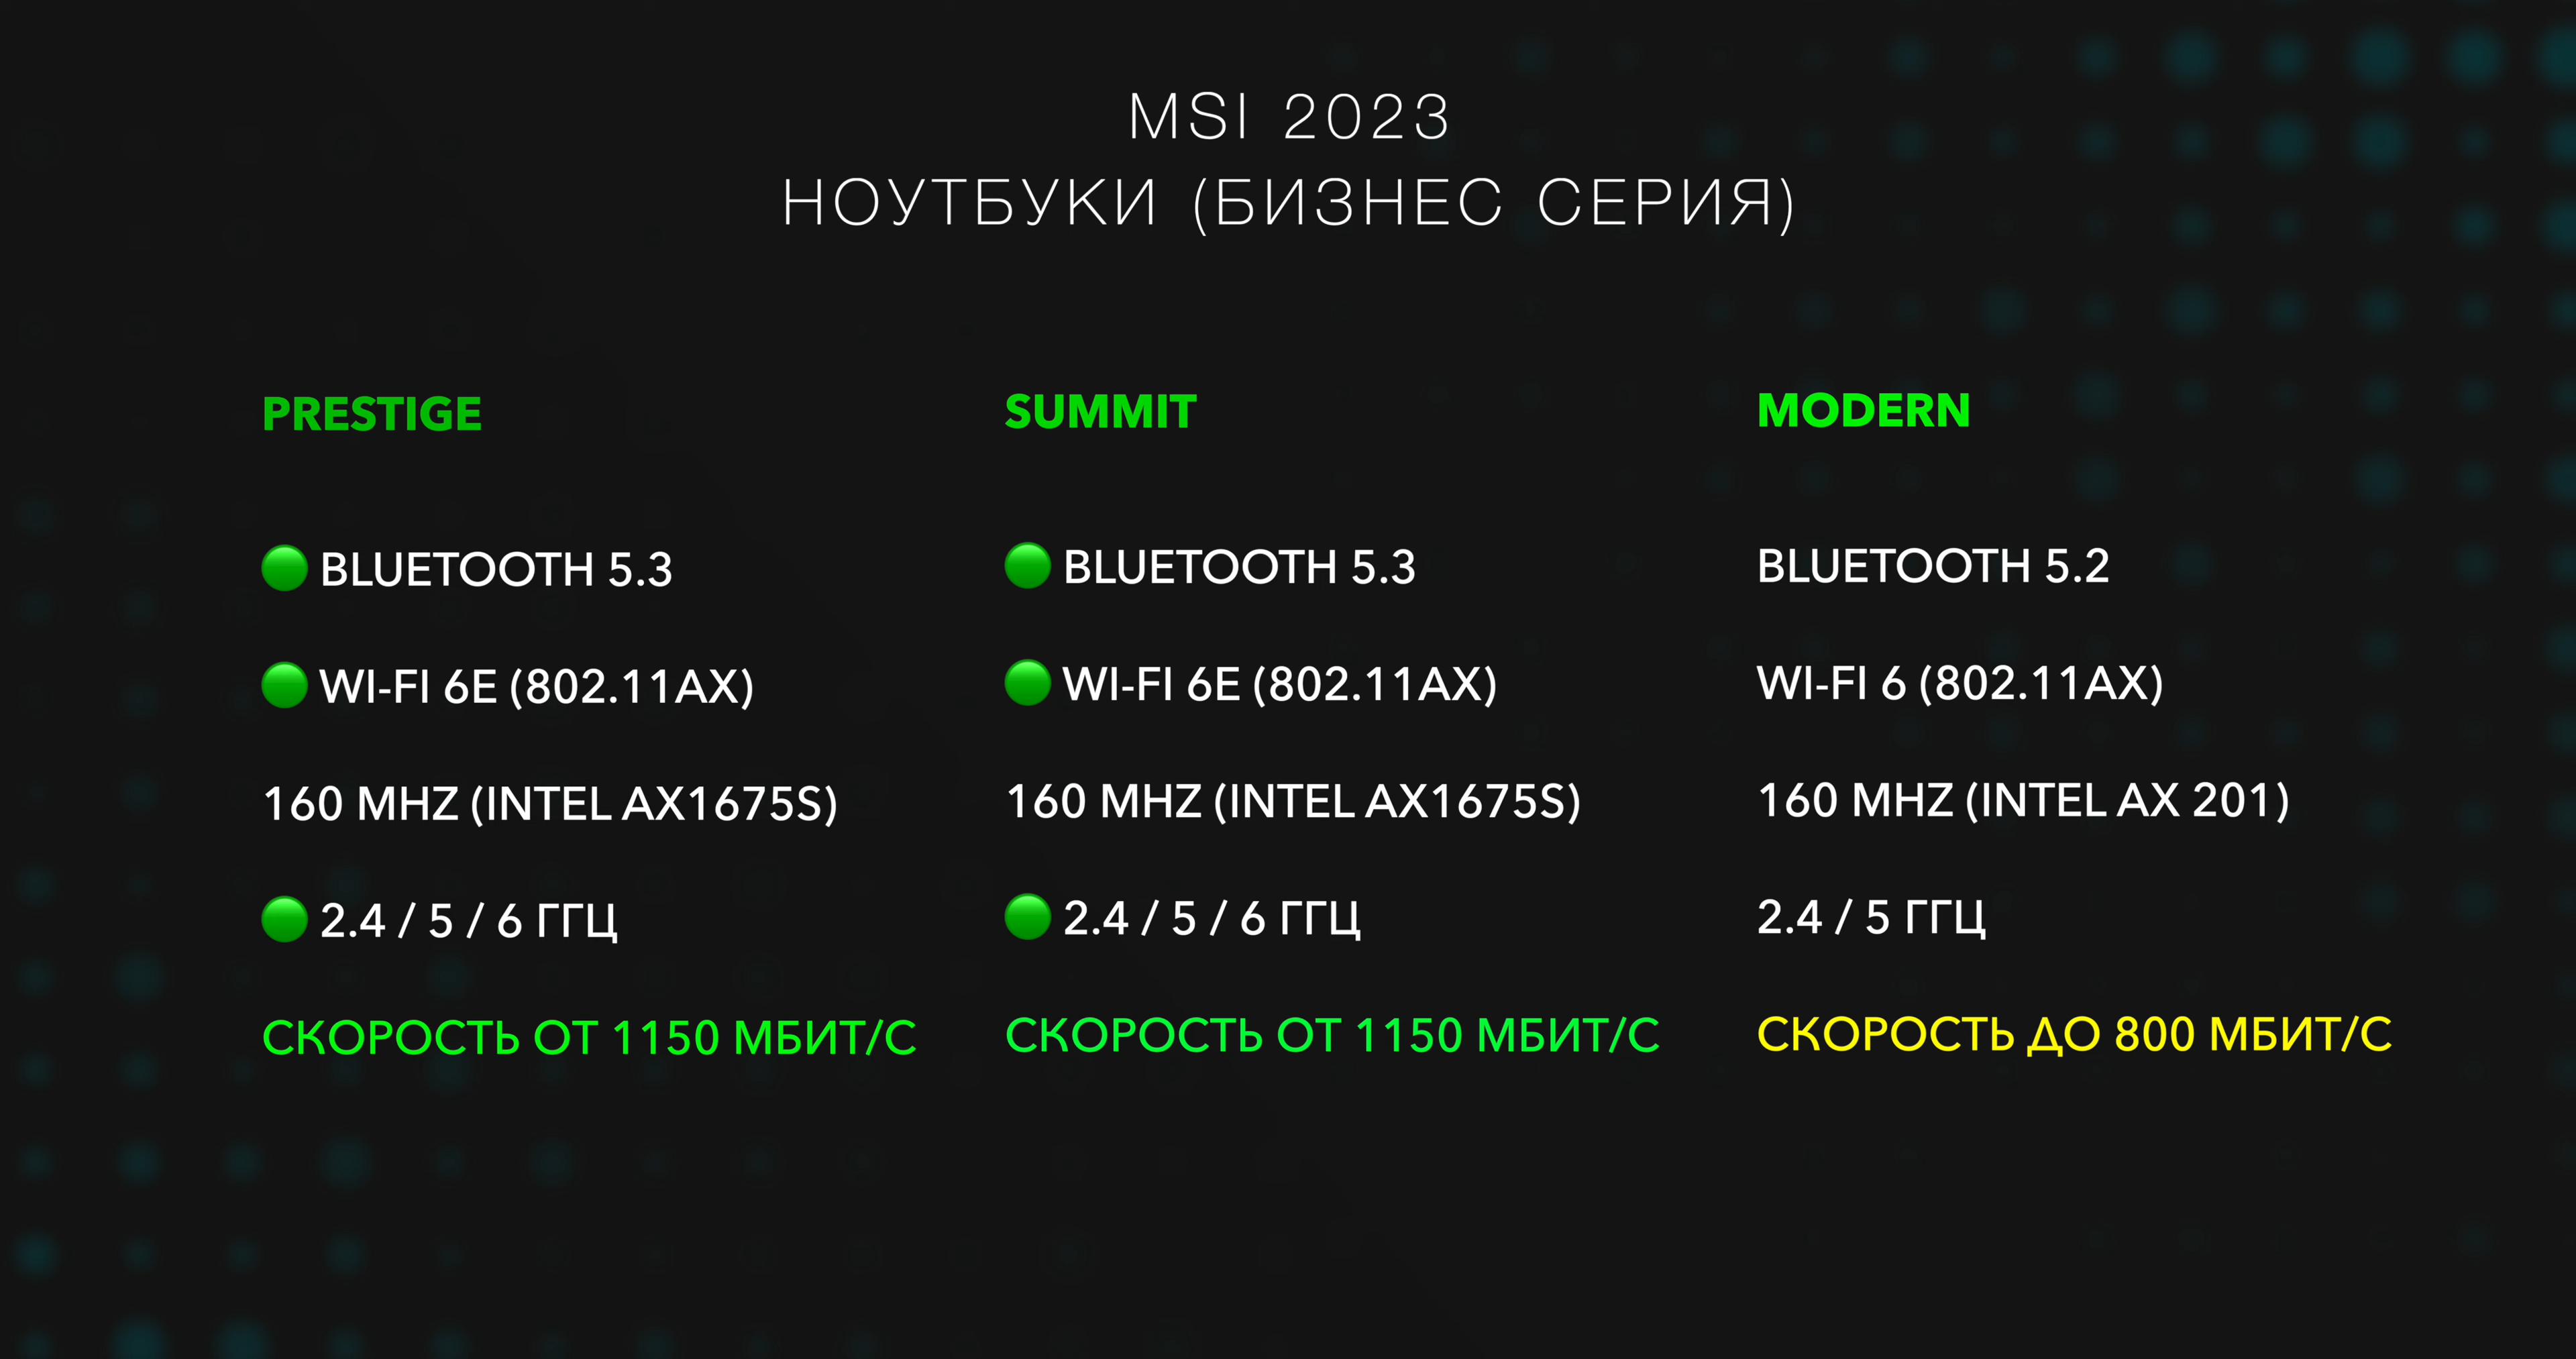 MSI 2023
НОУТБУКИ (БИЗНЕС СЕРИЯ)
PRESTIGE
BLUETOOTH 5.3
WI-FI 6E (802.11AX)
160 MHZ (INTEL AX1675S)
2.4 / 5 / 6 ГГЦ
СКОРОСТЬ ОТ 1150 МБИТ/С
SUMMIT
BLUETOOTH 5.3
WI-FI 6E (802.11AX)
160 MHZ (INTEL AX1675S)
2.4 / 5 / 6 ГГЦ
СКОРОСТЬ ОТ 1150 МБИТ/С
MODERN
BLUETOOTH 5.2
WI-FI 6 (802.11AX)
160 MHZ (INTEL AX 201)
2.4 / 5 ГГЦ
СКОРОСТЬ ДО 800 МБИТ/С